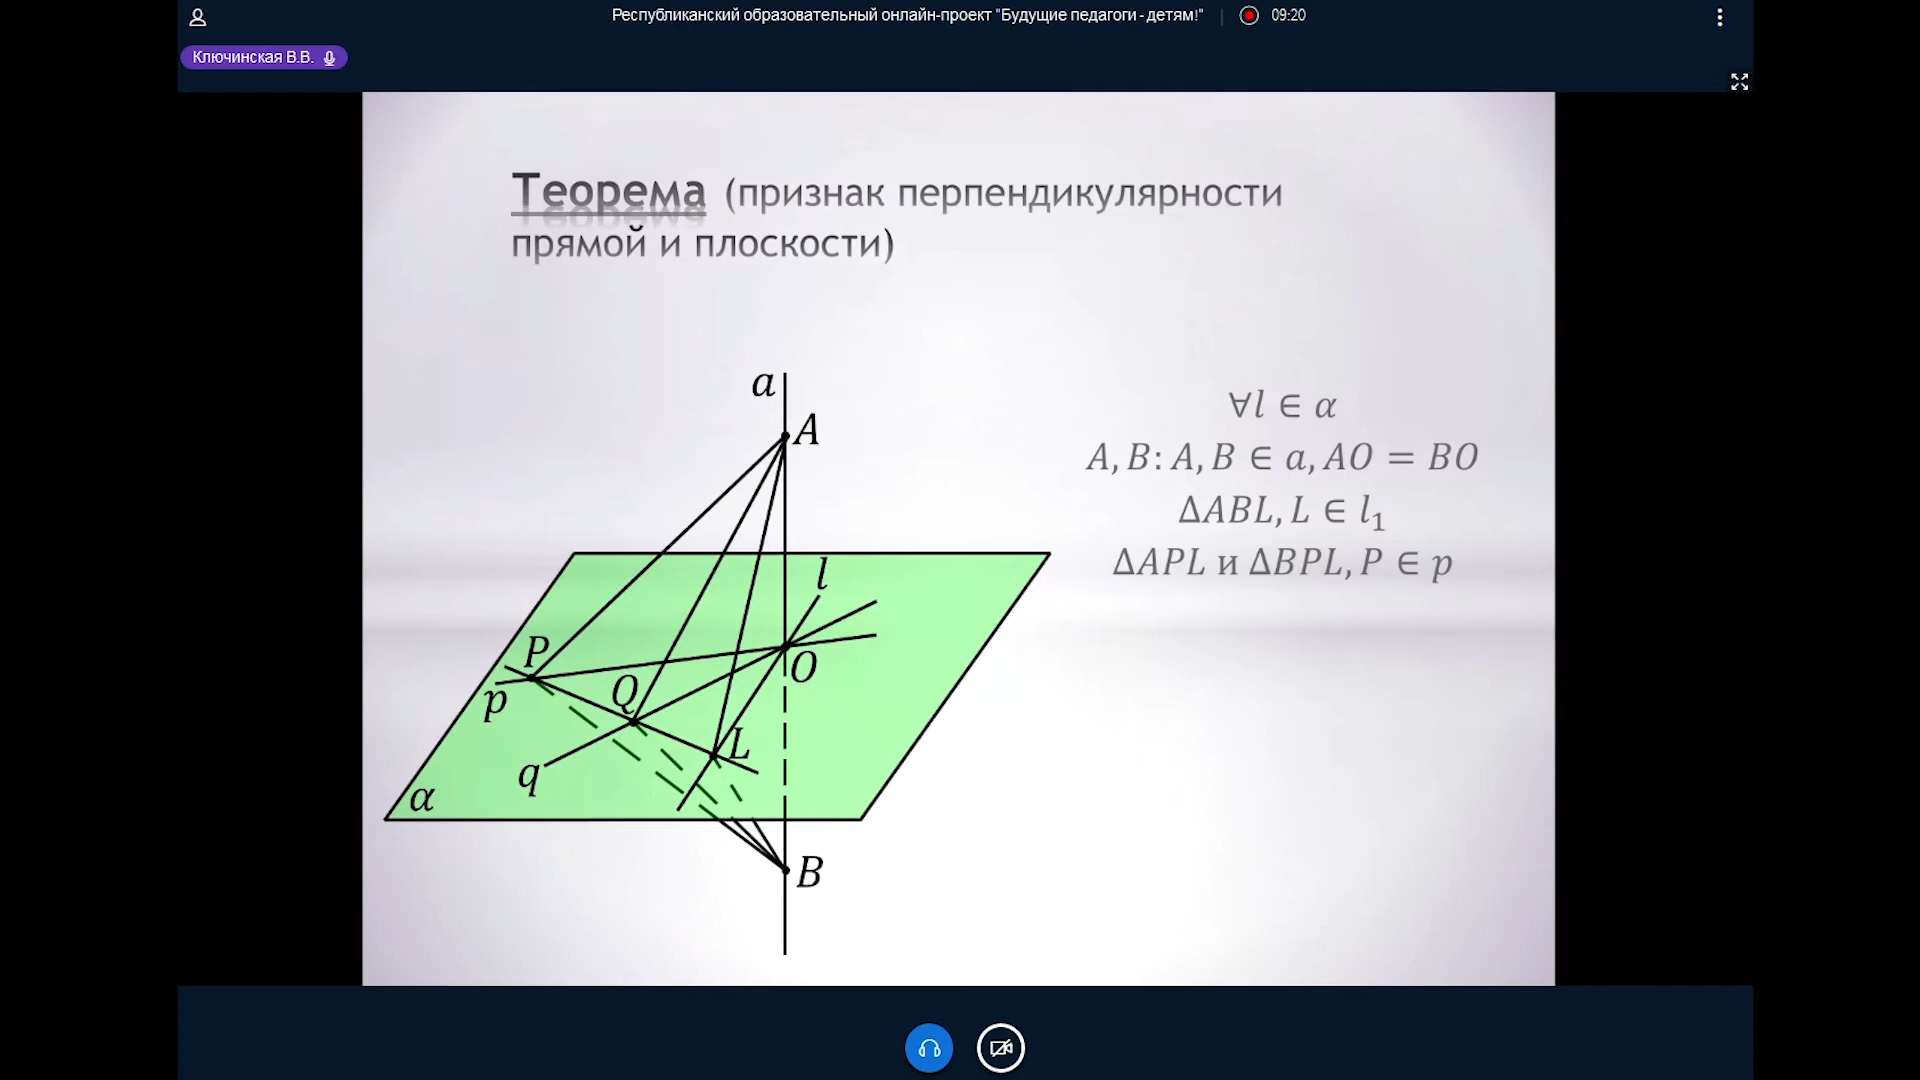 Республиканский образовательный онлайн-проект "Будущие педагоги - детям!"
09:20
Ключинская В.В.
Теорема (признак перпендикулярности
прямой и плоскости)
∀l ∈ α
A, B: A, B ∈ a, AO = BO
ΔABL, L ∈ l₁
ΔAPL и ΔBPL, P ∈ p
a
A
l
P
O
p
Q
L
q
α
B